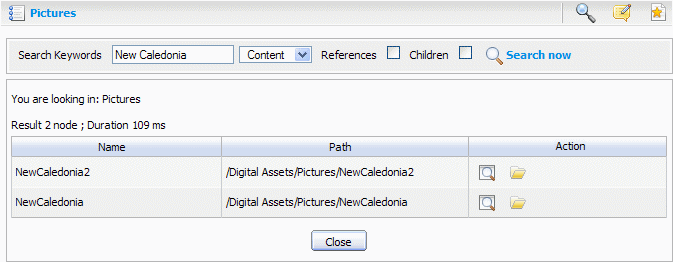 Pictures
Search Keywords New Caledonia Content References Children Search now
You are looking in: Pictures
Result 2 node ; Duration 109 ms
Name Path Action
NewCaledonia2 /Digital Assets/Pictures/NewCaledonia2
NewCaledonia /Digital Assets/Pictures/NewCaledonia
Close